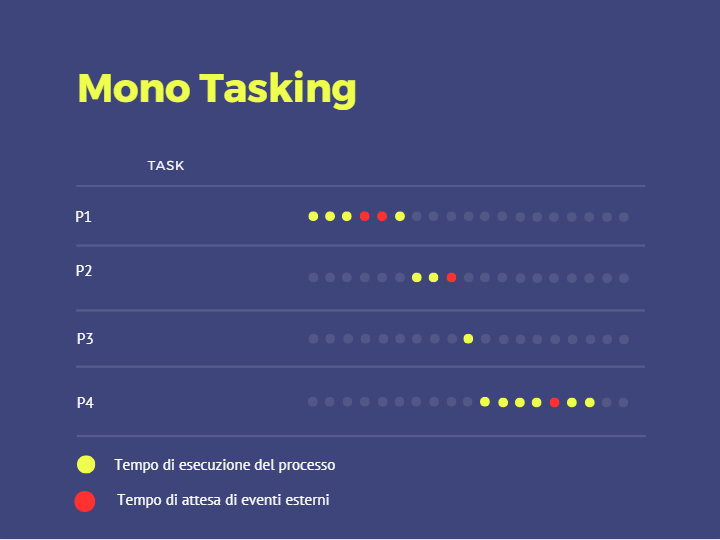 Mono Tasking
TASK
P1
P2
P3
P4
Tempo di esecuzione del processo
Tempo di attesa di eventi esterni